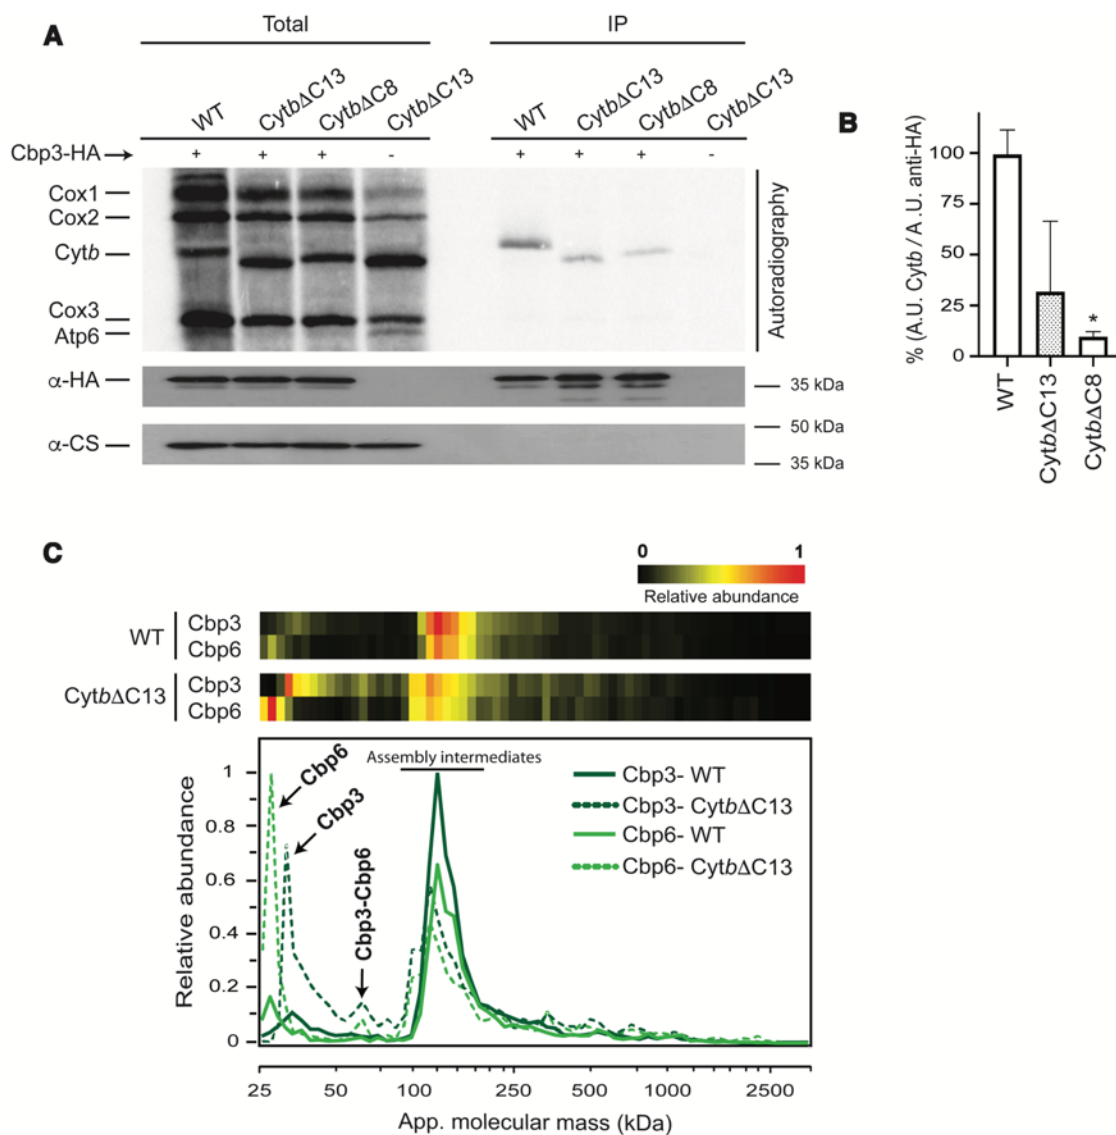 A
Total
IP
WT
CytbΔC13
CytbΔC8
CytbΔC13
WT
CytbΔC13
CytbΔC8
CytbΔC13
Cbp3-HA
+ + + - + + + -
Cox1
Cox2
Cytb
Cox3
Atp6
Autoradiography
α-HA
35 kDa
α-CS
50 kDa
35 kDa
B
% (A.U. Cytb / A.U. anti-HA)
100
50
25
0
*
WT
CytbΔC13
CytbΔC8
C
0 1
Relative abundance
WT
Cbp3
Cbp6
CytbΔC13
Cbp3
Cbp6
Relative abundance
1
0.8
0.6
0.4
0.2
0
Cbp6
Cbp3
Cbp3-Cbp6
Assembly intermediates
Cbp3- WT
Cbp3- CytbΔC13
Cbp6- WT
Cbp6- CytbΔC13
25 50 100 250 500 1000 2500
App. molecular mass (kDa)